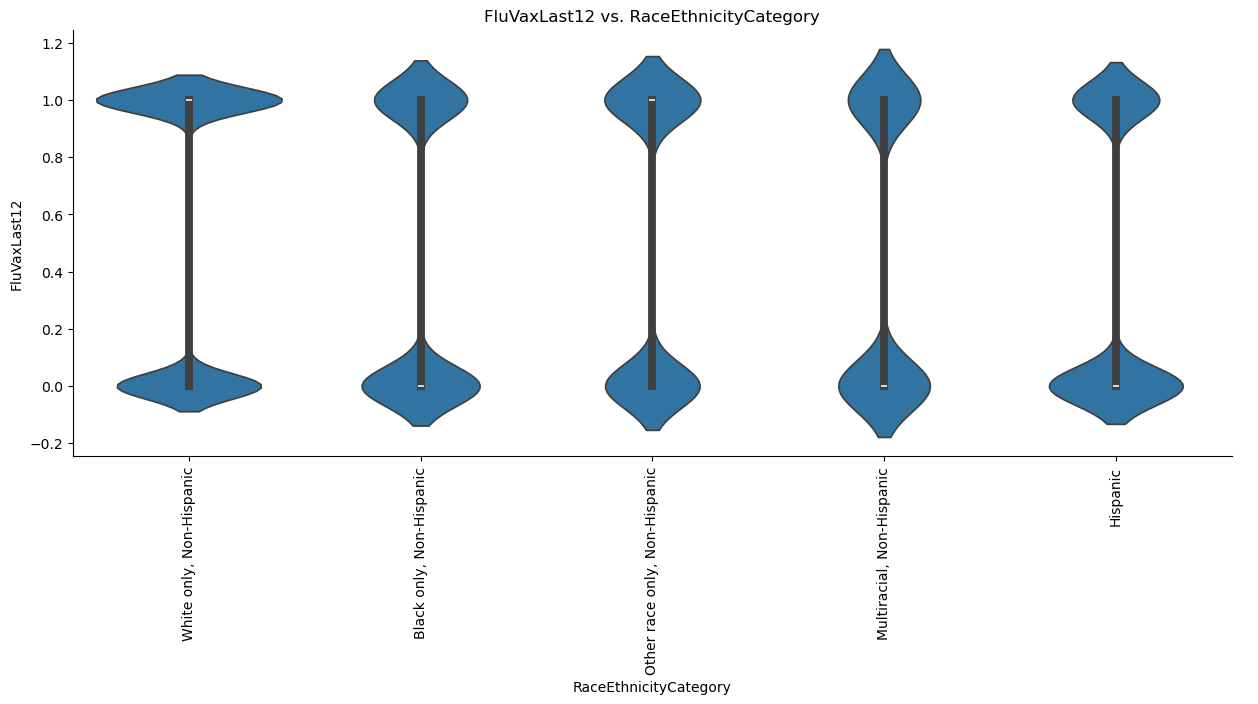 FluVaxLast12 vs. RaceEthnicityCategory
1.2
1.0
0.8
0.6
0.4
0.2
0.0
−0.2
FluVaxLast12
White only, Non-Hispanic
Black only, Non-Hispanic
Other race only, Non-Hispanic
Multiracial, Non-Hispanic
Hispanic
RaceEthnicityCategory